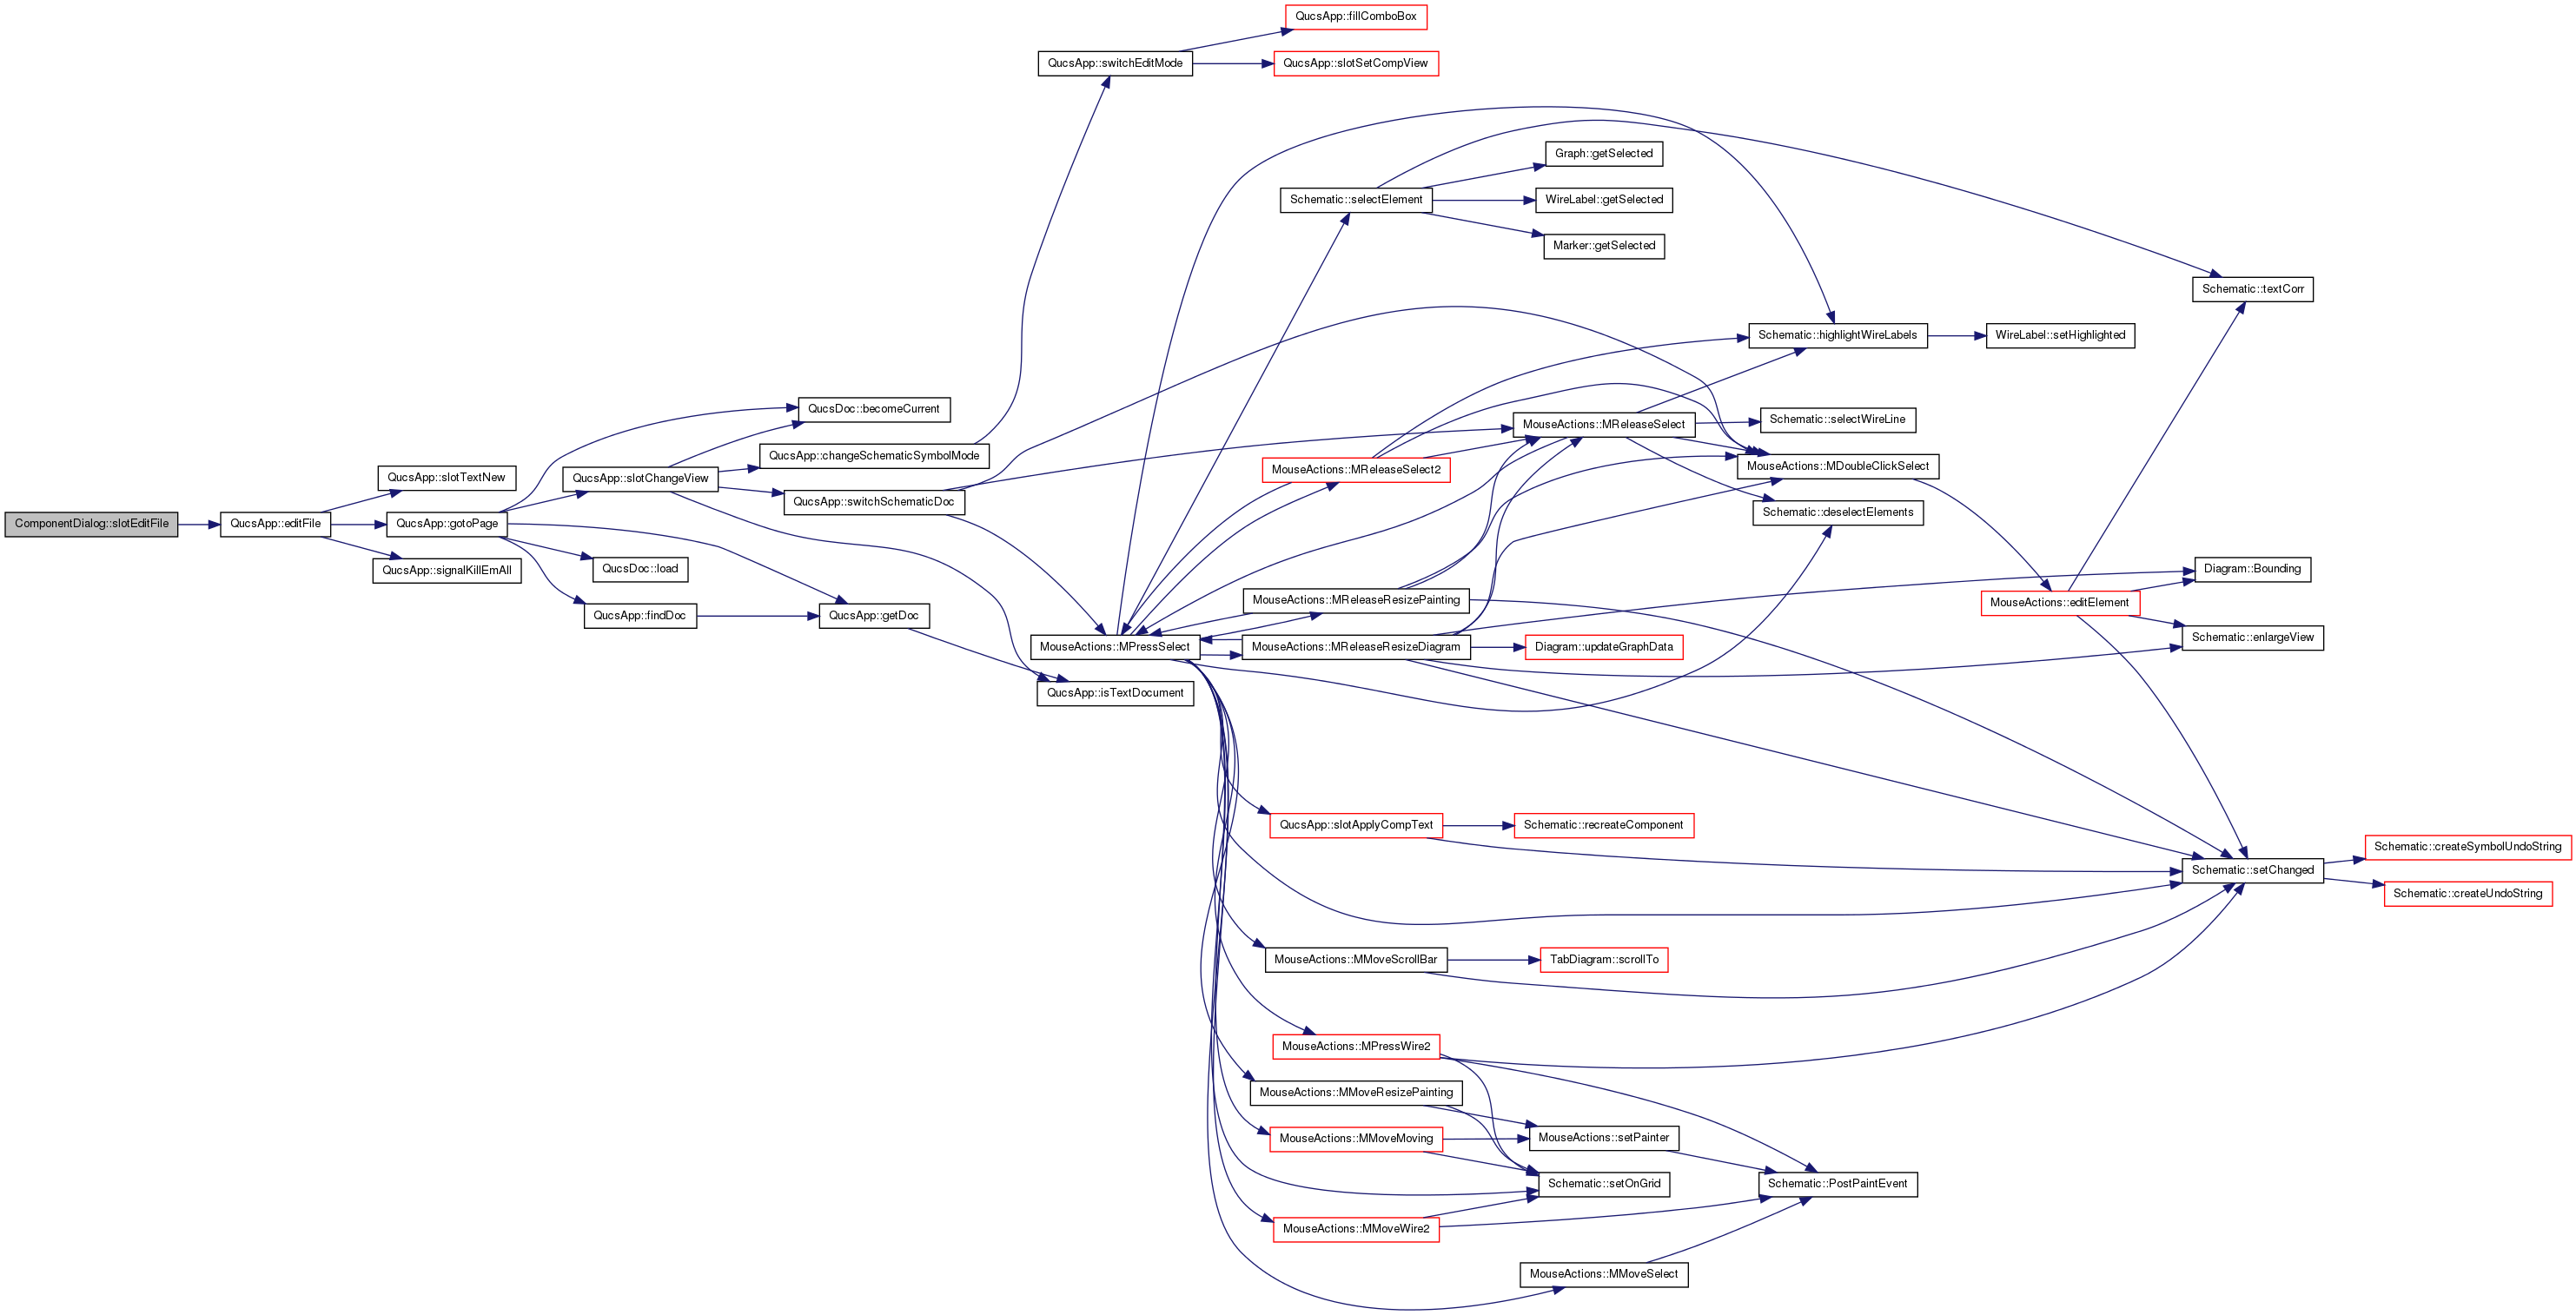 QucsApp::fillComboBox
QucsApp::switchEditMode
QucsApp::slotSetCompView
Graph::getSelected
Schematic::selectElement
WireLabel::getSelected
Marker::getSelected
Schematic::textCorr
Schematic::highlightWireLabels
WireLabel::setHighlighted
QucsDoc::becomeCurrent
Schematic::selectWireLine
MouseActions::MReleaseSelect
QucsApp::changeSchematicSymbolMode
MouseActions::MDoubleClickSelect
MouseActions::MReleaseSelect2
QucsApp::slotTextNew
QucsApp::slotChangeView
QucsApp::switchSchematicDoc
Schematic::deselectElements
ComponentDialog::slotEditFile
QucsApp::editFile
QucsApp::gotoPage
QucsApp::signalKillEmAll
QucsDoc::load
Diagram::Bounding
MouseActions::MReleaseResizePainting
MouseActions::editElement
QucsApp::findDoc
QucsApp::getDoc
Schematic::enlargeView
MouseActions::MPressSelect
MouseActions::MReleaseResizeDiagram
Diagram::updateGraphData
QucsApp::isTextDocument
QucsApp::slotApplyCompText
Schematic::recreateComponent
Schematic::createSymbolUndoString
Schematic::setChanged
Schematic::createUndoString
MouseActions::MMoveScrollBar
TabDiagram::scrollTo
MouseActions::MPressWire2
MouseActions::MMoveResizePainting
MouseActions::MMoveMoving
MouseActions::setPainter
Schematic::setOnGrid
Schematic::PostPaintEvent
MouseActions::MMoveWire2
MouseActions::MMoveSelect